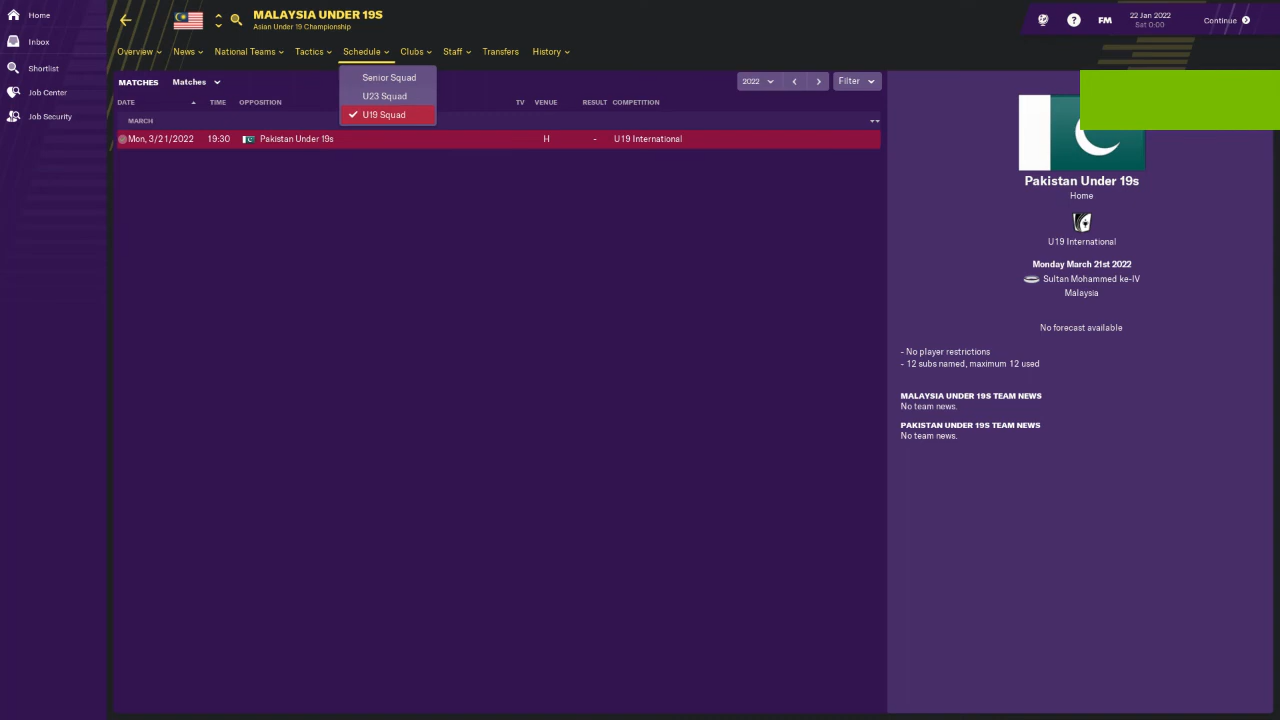 Home
Inbox
Shortlist
Job Center
Job Security
MALAYSIA UNDER 19S
Asian Under 19 Championship
FM
22 Jan 2022
Sat 0:00
Continue
Overview News National Teams Tactics Schedule Clubs Staff Transfers History
Senior Squad
U23 Squad
U19 Squad
MATCHES Matches
2022 Filter
DATE TIME OPPOSITION TV VENUE RESULT COMPETITION
MARCH
Mon, 3/21/2022 19:30 Pakistan Under 19s H - U19 International
Pakistan Under 19s
Home
U19 International
Monday March 21st 2022
Sultan Mohammed ke-IV
Malaysia
No forecast available
- No player restrictions
- 12 subs named, maximum 12 used
MALAYSIA UNDER 19S TEAM NEWS
No team news.
PAKISTAN UNDER 19S TEAM NEWS
No team news.